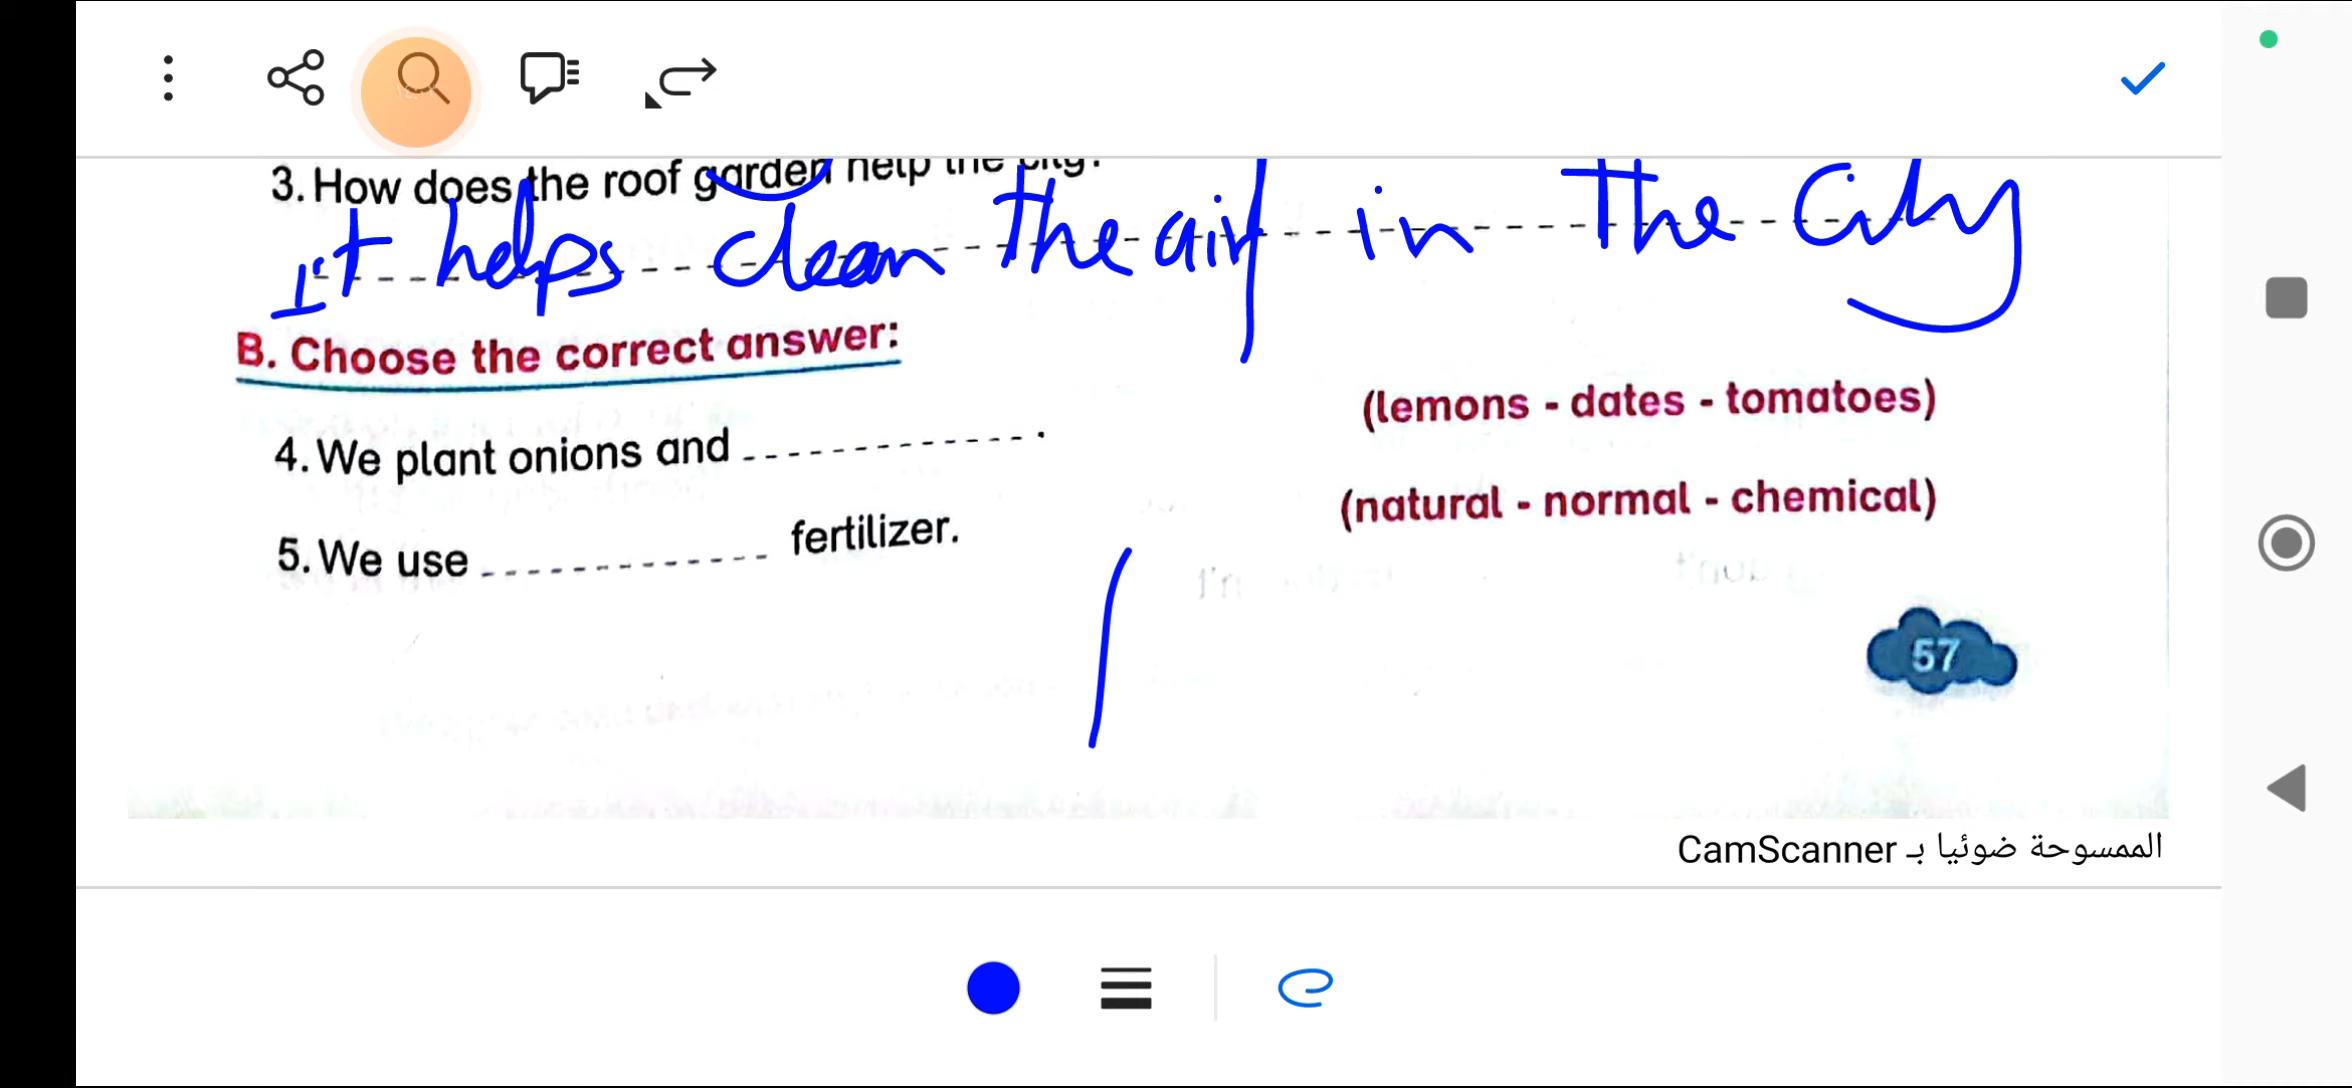 3. How does the roof garden help the city?
It helps clean the air in the city
B. Choose the correct answer:
(lemons - dates - tomatoes)
4. We plant onions and ------------- .
(natural - normal - chemical)
5. We use ------------- fertilizer.
57
الممسوحة ضوئيا بـ CamScanner